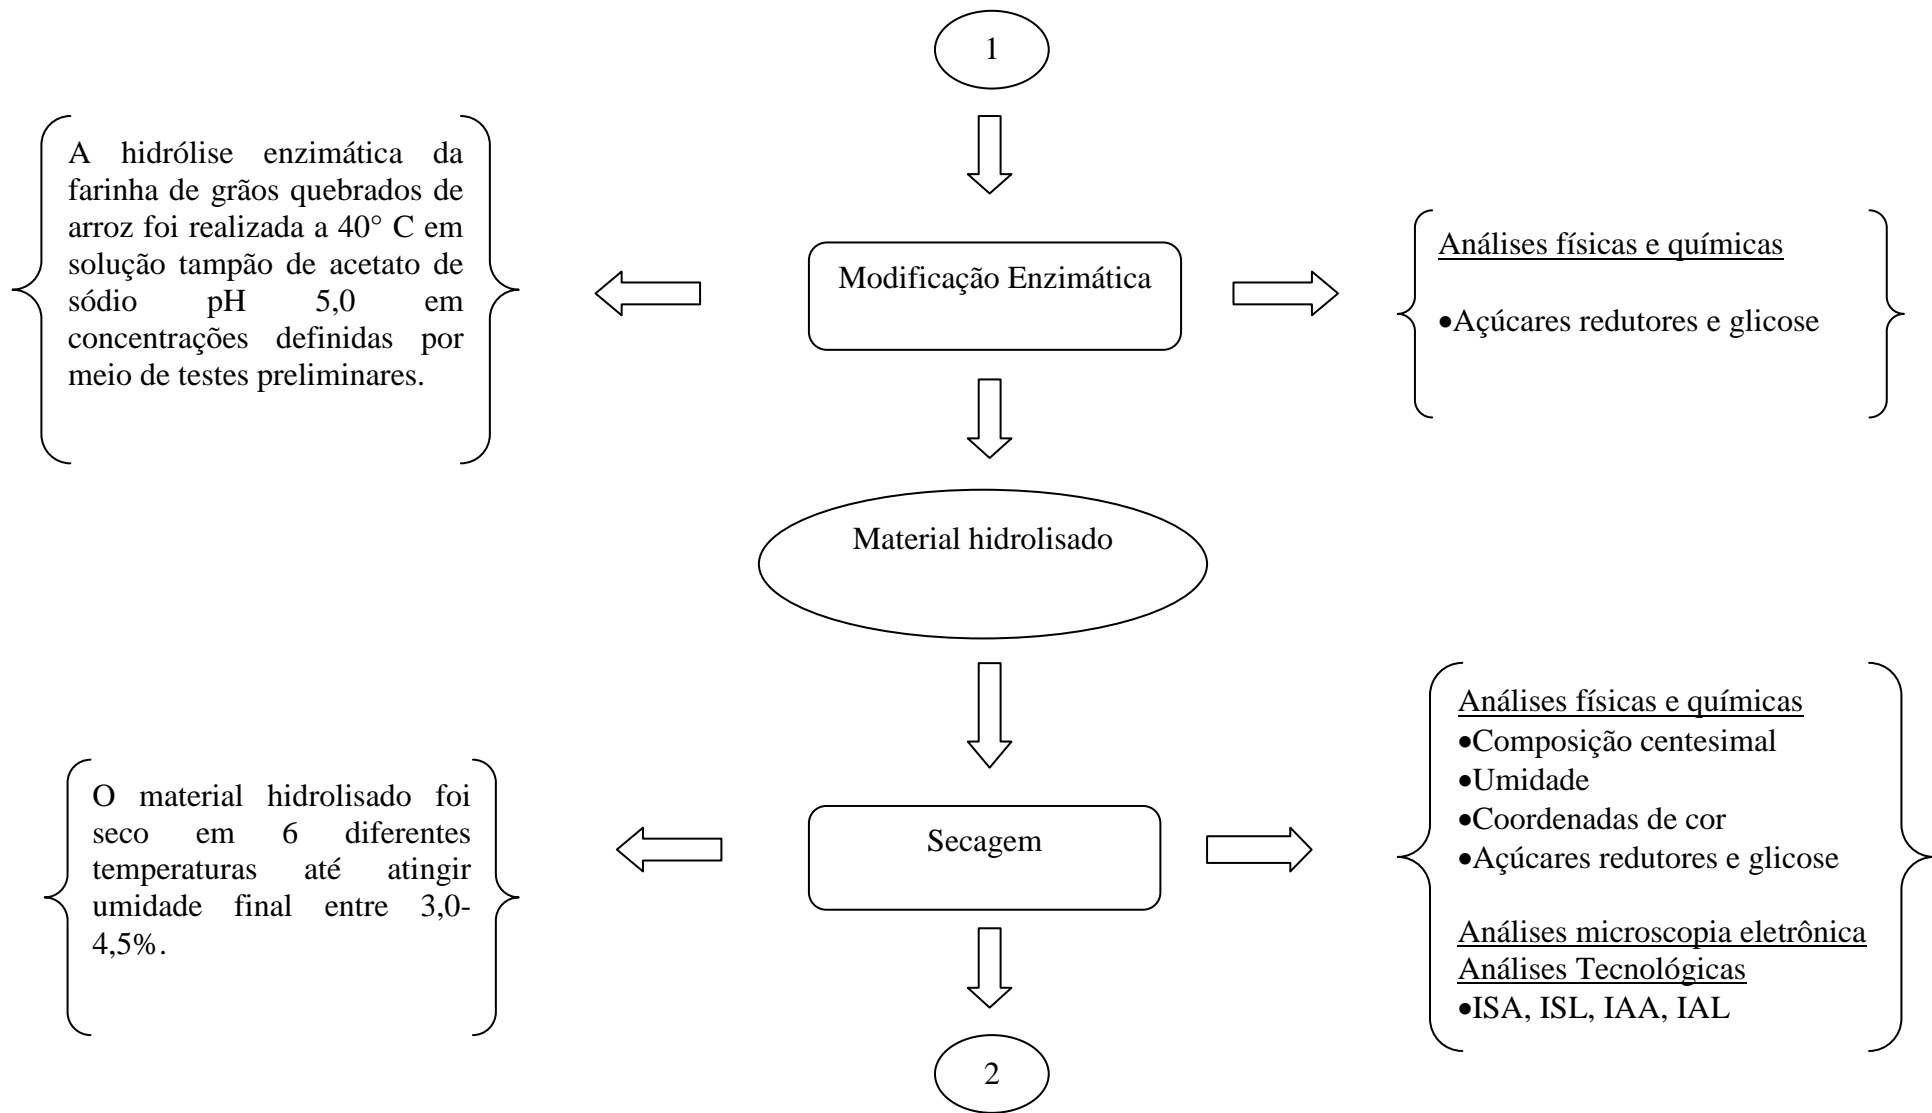 1
A hidrólise enzimática da
farinha de grãos quebrados de
arroz foi realizada a 40° C em
solução tampão de acetato de
sódio pH 5,0 em
concentrações definidas por
meio de testes preliminares.
Modificação Enzimática
Análises físicas e químicas
•Açúcares redutores e glicose
Material hidrolisado
O material hidrolisado foi
seco em 6 diferentes
temperaturas até atingir
umidade final entre 3,0-
4,5%.
Secagem
Análises físicas e químicas
•Composição centesimal
•Umidade
•Coordenadas de cor
•Açúcares redutores e glicose
Análises microscopia eletrônica
Análises Tecnológicas
•ISA, ISL, IAA, IAL
2